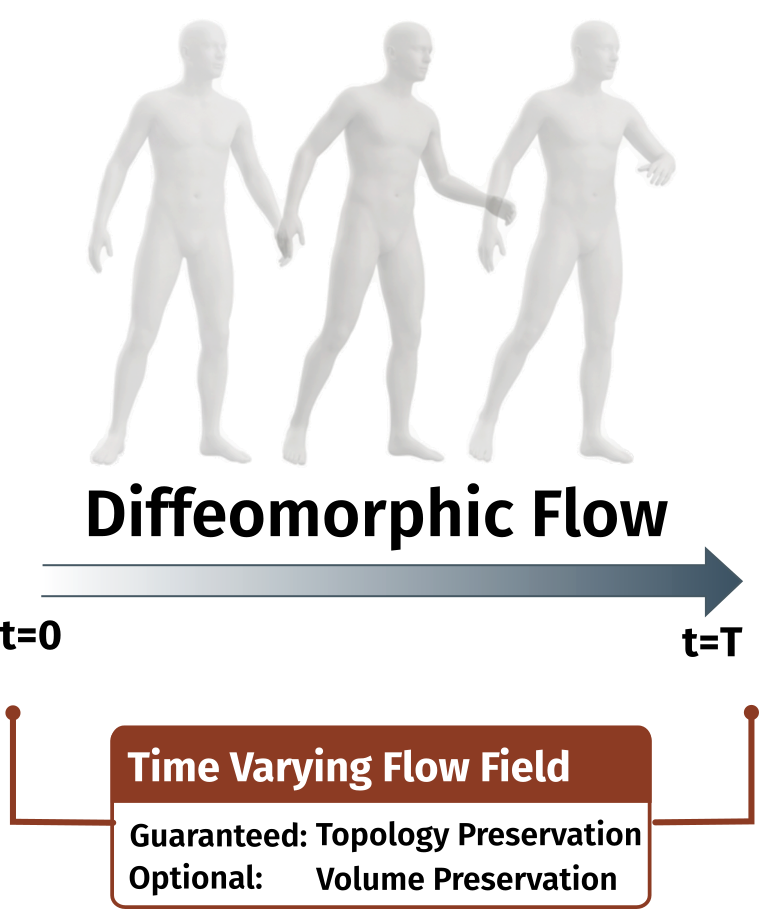 Diffeomorphic Flow
t=0
t=T
Time Varying Flow Field
Guaranteed: Topology Preservation
Optional: Volume Preservation